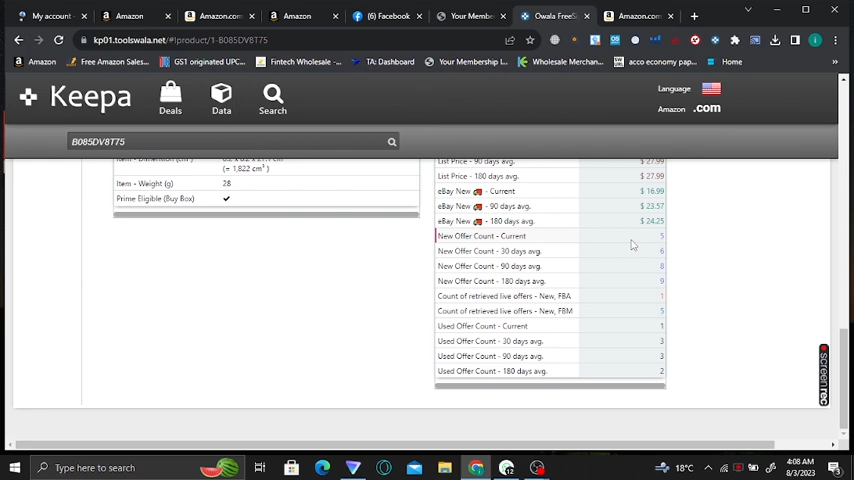 My account -
Amazon
Amazon.com
Amazon
(6) Facebook
Your Membe
Owala FreeSi
Amazon.com
kp01.toolswala.net/#!product/1-B085DV8T75
Amazon
Free Amazon Sales...
GS1 originated UPC...
Fintech Wholesale -...
TA: Dashboard
Your Membership I...
Wholesale Merchan...
acco economy pap...
Home
Keepa
Deals
Data
Search
Language
Amazon .com
B085DV8T75
(= 1,822 cm³ )
Item - Weight (g) 28
Prime Eligible (Buy Box) ✔
List Price - 90 days avg. $ 27.99
List Price - 180 days avg. $ 27.99
eBay New - Current $ 16.99
eBay New - 90 days avg. $ 23.57
eBay New - 180 days avg. $ 24.25
New Offer Count - Current 5
New Offer Count - 30 days avg. 6
New Offer Count - 90 days avg. 8
New Offer Count - 180 days avg. 9
Count of retrieved live offers - New, FBA 1
Count of retrieved live offers - New, FBM 5
Used Offer Count - Current 1
Used Offer Count - 30 days avg. 3
Used Offer Count - 90 days avg. 3
Used Offer Count - 180 days avg. 2
screenrec
Type here to search
18°C
4:08 AM
8/3/2023